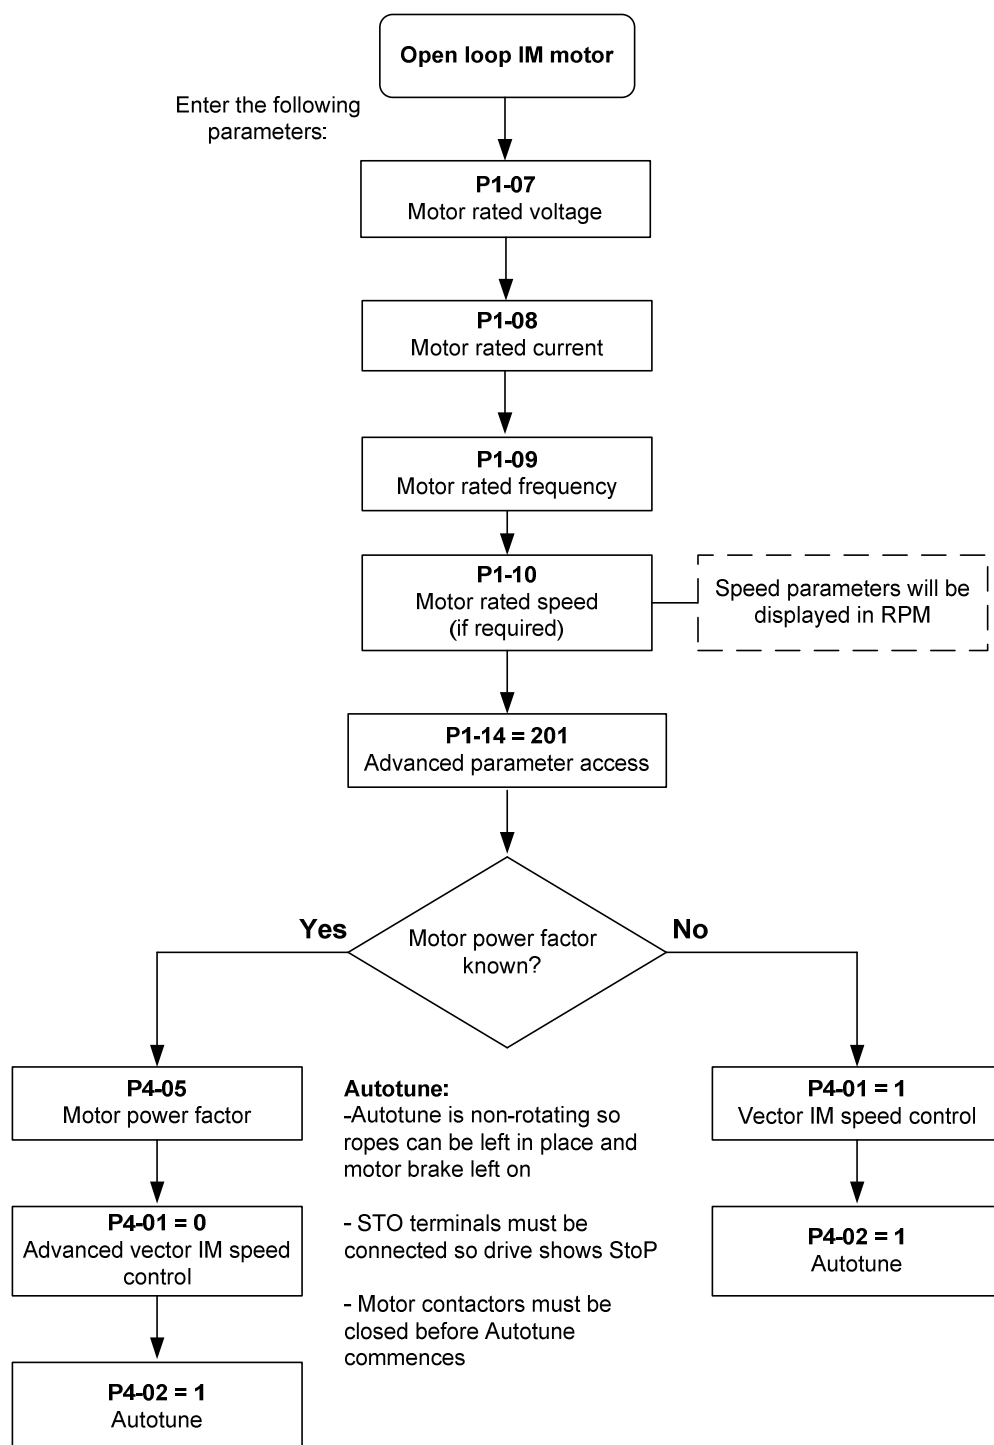 Open loop IM motor
Enter the following
parameters:
P1-07
Motor rated voltage
P1-08
Motor rated current
P1-09
Motor rated frequency
P1-10
Motor rated speed
(if required)
Speed parameters will be
displayed in RPM
P1-14 = 201
Advanced parameter access
Motor power factor
known?
Yes
No
P4-05
Motor power factor
P4-01 = 0
Advanced vector IM speed
control
P4-02 = 1
Autotune
Autotune:
-Autotune is non-rotating so
ropes can be left in place and
motor brake left on
- STO terminals must be
connected so drive shows StoP
- Motor contactors must be
closed before Autotune
commences
P4-01 = 1
Vector IM speed control
P4-02 = 1
Autotune